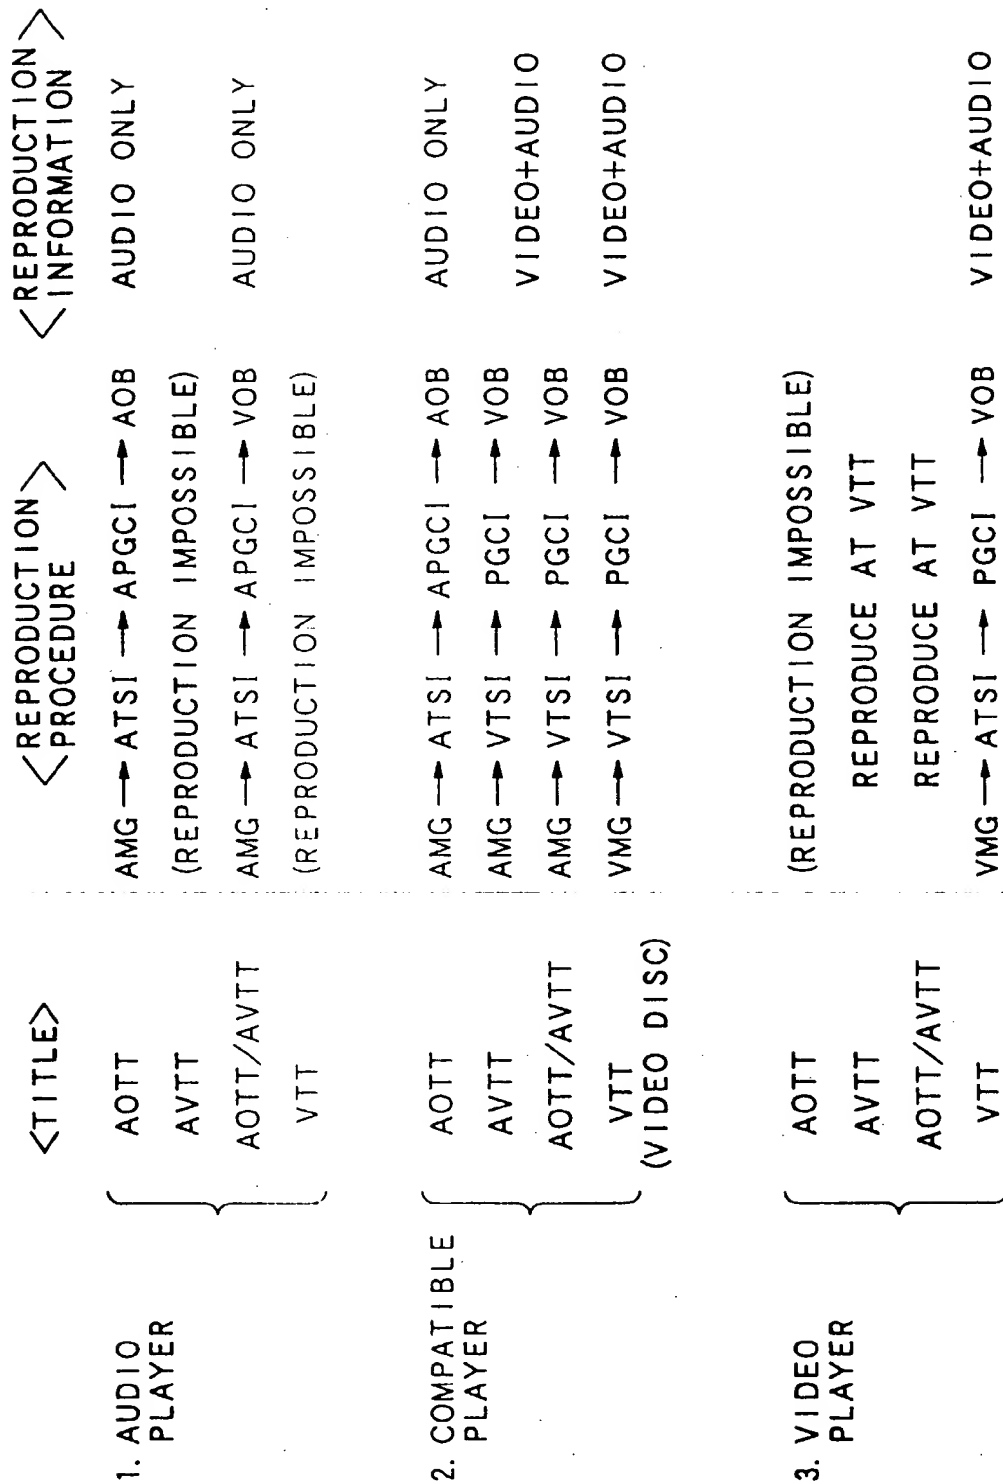 <TITLE> <REPRODUCTION PROCEDURE> <REPRODUCTION INFORMATION>
1. AUDIO PLAYER
AOTT AMG → ATSI → APGCI → AOB AUDIO ONLY
AVTT (REPRODUCTION IMPOSSIBLE)
AOTT/AVTT AMG → ATSI → APGCI → VOB AUDIO ONLY
VTT (REPRODUCTION IMPOSSIBLE)
2. COMPATIBLE PLAYER
AOTT AMG → ATSI → APGCI → AOB AUDIO ONLY
AVTT AMG → VTSI → PGCI → VOB VIDEO+AUDIO
AOTT/AVTT AMG → VTSI → PGCI → VOB
VTT VMG → VTSI → PGCI → VOB VIDEO+AUDIO
(VIDEO DISC)
3. VIDEO PLAYER
AOTT (REPRODUCTION IMPOSSIBLE)
AVTT REPRODUCE AT VTT
AOTT/AVTT REPRODUCE AT VTT
VTT VMG → ATSI → PGCI → VOB VIDEO+AUDIO